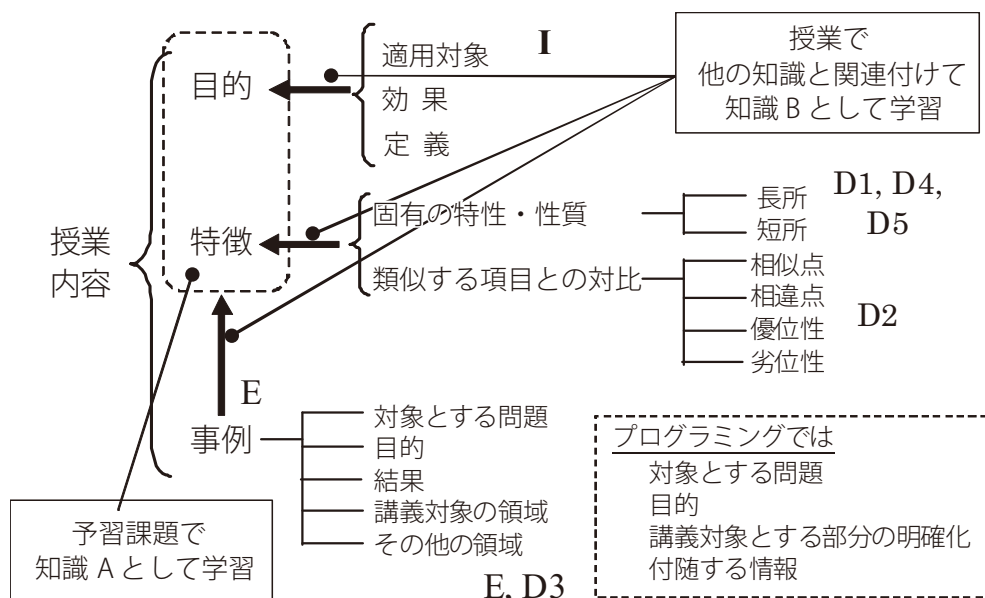 適用対象
効 果
定 義
I
目的
授業で
他の知識と関連付けて
知識 B として学習
固有の特性・性質
長所
短所
D1, D4,
D5
特徴
授業
内容
類似する項目との対比
相似点
相違点
優位性
劣位性
D2
E
事例
対象とする問題
目的
結果
講義対象の領域
その他の領域
E, D3
予習課題で
知識 A として学習
プログラミングでは
対象とする問題
目的
講義対象とする部分の明確化
付随する情報